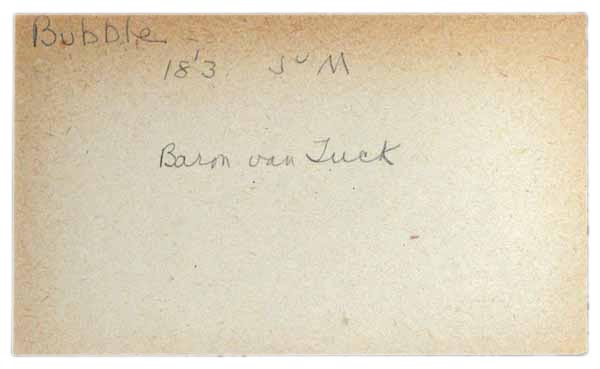 Bubble
18'3 J U M
Baron van Tuck